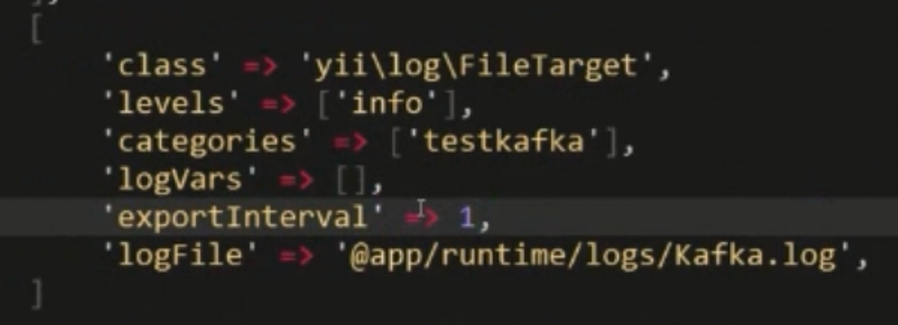 [
'class' => 'yii\log\FileTarget',
'levels' => ['info'],
'categories' => ['testkafka'],
'logVars' => [],
'exportInterval' => 1,
'logFile' => '@app/runtime/logs/Kafka.log',
]